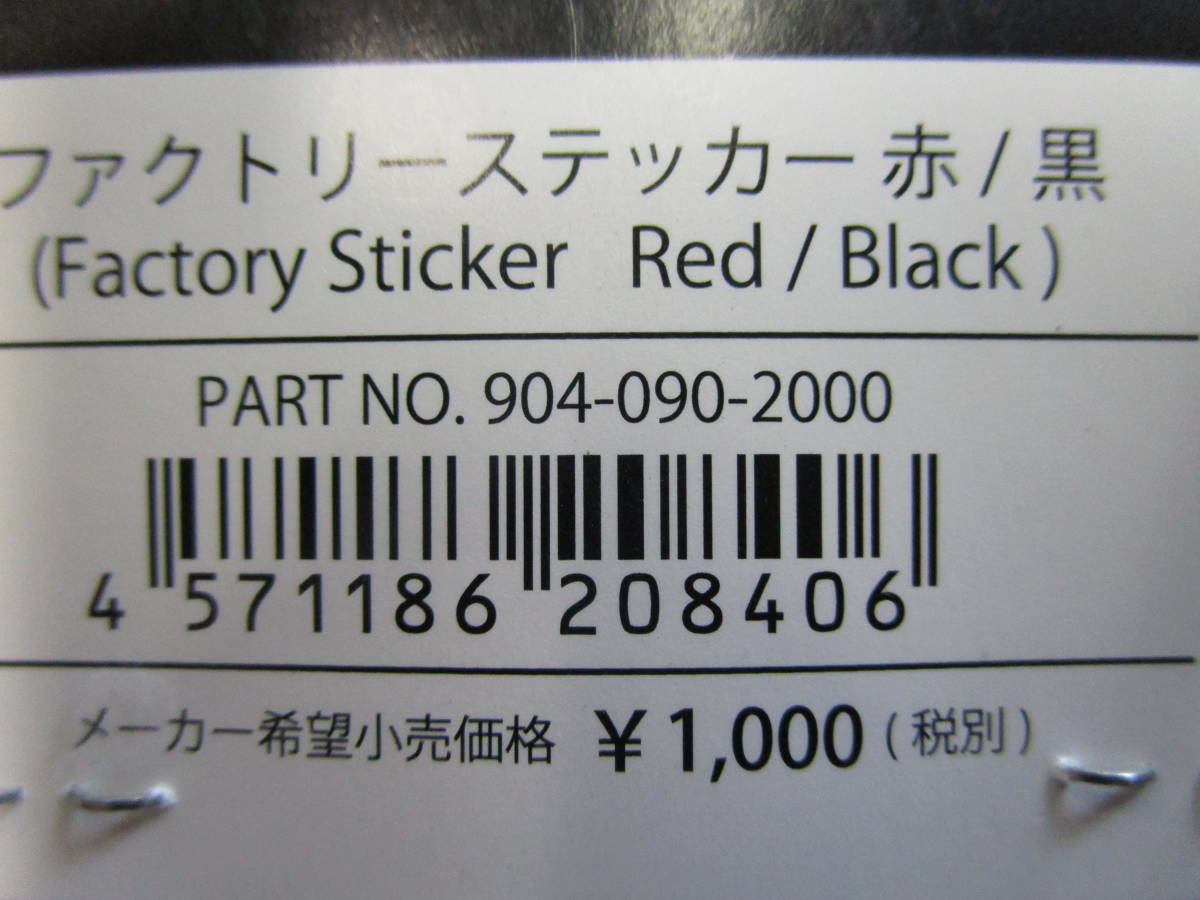 ファクトリーステッカー 赤 / 黒
(Factory Sticker Red / Black )
PART NO. 904-090-2000
4 571186 208406
メーカー希望小売価格 ¥ 1,000 ( 税別 )